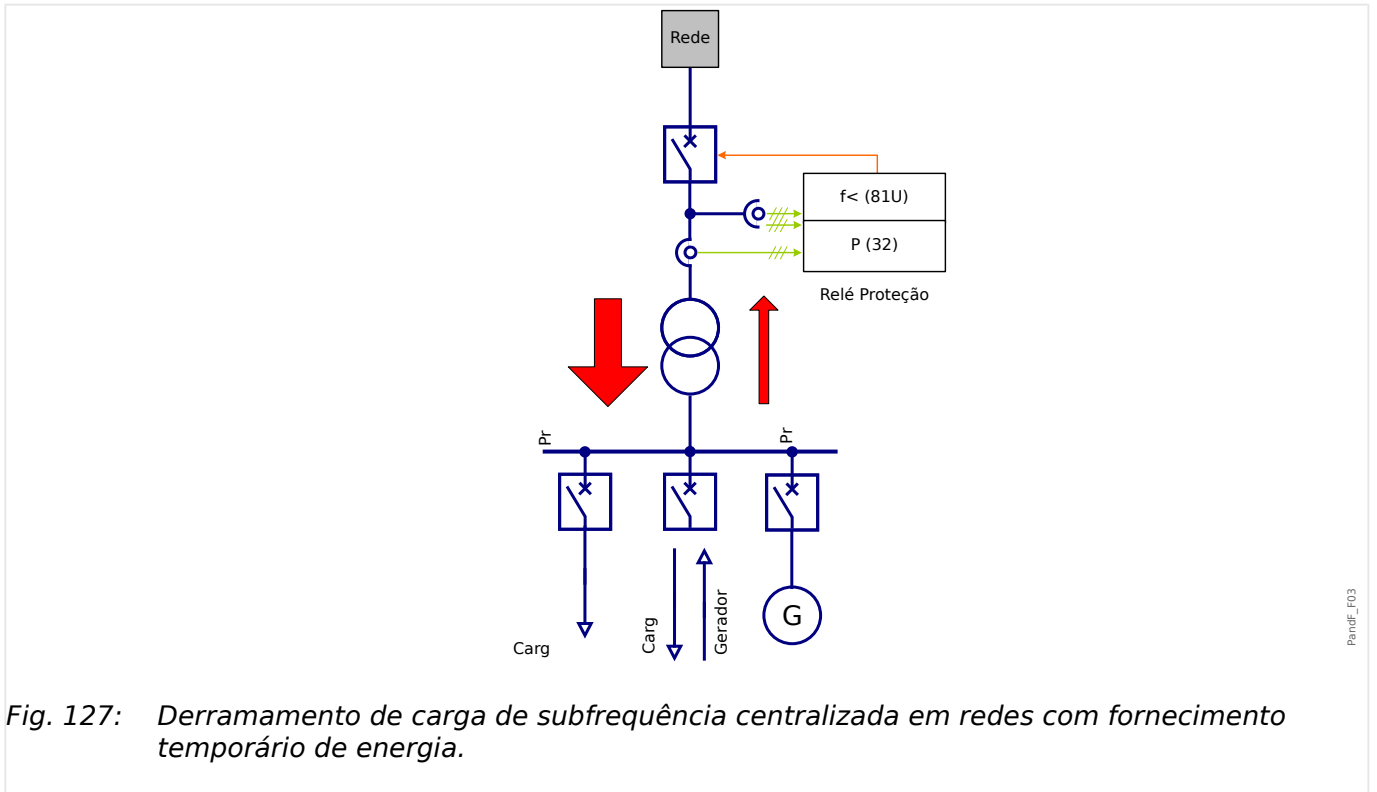 Rede
f< (81U)
P (32)
Relé Proteção
Pr
Pr
Carg
Carg
Gerador
G
PandF_F03
Fig. 127: Derramamento de carga de subfrequência centralizada em redes com fornecimento
temporário de energia.